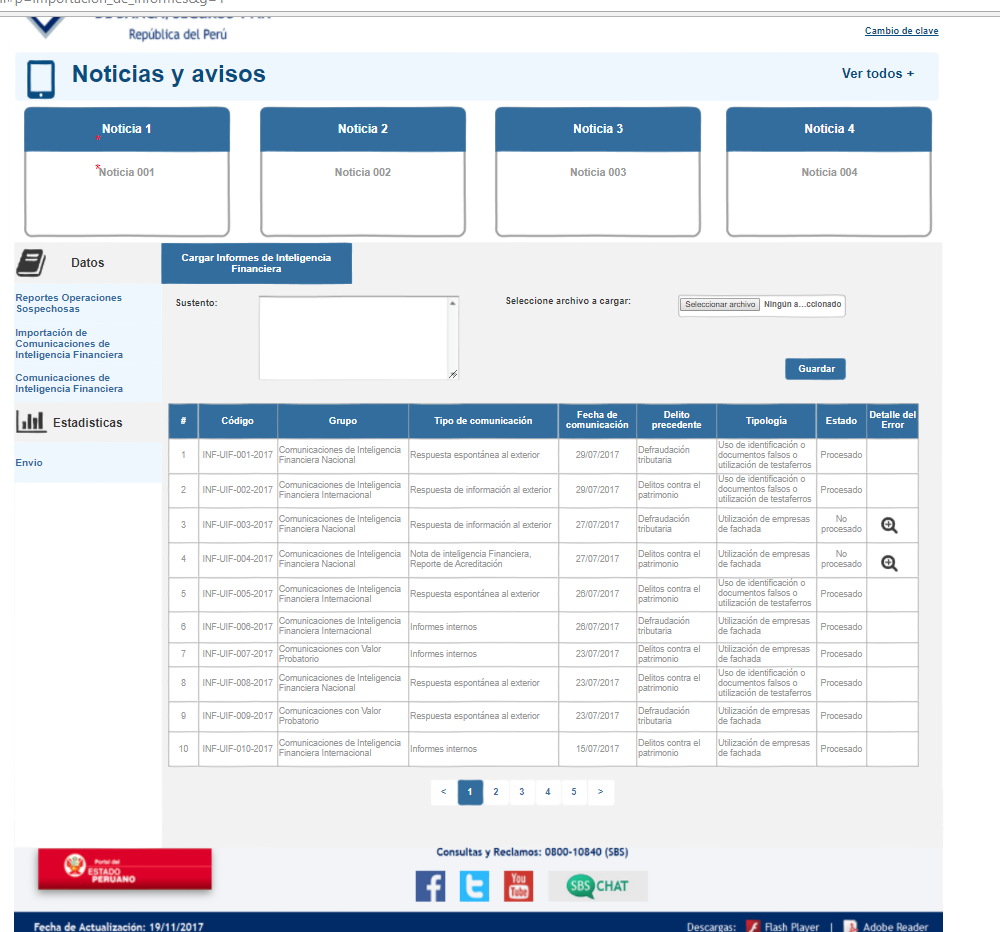 República del Perú
Cambio de clave
Noticias y avisos
Ver todos +
Noticia 1
Noticia 2
Noticia 3
Noticia 4
*
* Noticia 001
Noticia 002
Noticia 003
Noticia 004
Datos
Cargar Informes de Inteligencia
Financiera
Reportes Operaciones
Sospechosas
Importación de
Comunicaciones de
Inteligencia Financiera
Comunicaciones de
Inteligencia Financiera
Estadísticas
Envio
Sustento:
Seleccione archivo a cargar:
Seleccionar archivo Ningún a...ccionado
Guardar
# Código Grupo Tipo de comunicación Fecha de comunicación Delito precedente Tipología Estado Detalle del Error
1 INF-UIF-001-2017 Comunicaciones de Inteligencia Financiera Nacional Respuesta espontánea al exterior 29/07/2017 Defraudación tributaria Uso de identificación o documentos falsos o utilización de testaferros Procesado
2 INF-UIF-002-2017 Comunicaciones de Inteligencia Financiera Internacional Respuesta de información al exterior 29/07/2017 Delitos contra el patrimonio Uso de identificación o documentos falsos o utilización de testaferros Procesado
3 INF-UIF-003-2017 Comunicaciones de Inteligencia Financiera Nacional Respuesta de información al exterior 27/07/2017 Defraudación tributaria Utilización de empresas de fachada No procesado
4 INF-UIF-004-2017 Comunicaciones de Inteligencia Financiera Nacional Nota de inteligencia Financiera, Reporte de Acreditación 27/07/2017 Delitos contra el patrimonio Utilización de empresas de fachada No procesado
5 INF-UIF-005-2017 Comunicaciones de Inteligencia Financiera Internacional Respuesta espontánea al exterior 26/07/2017 Delitos contra el patrimonio Uso de identificación o documentos falsos o utilización de testaferros Procesado
6 INF-UIF-006-2017 Comunicaciones de Inteligencia Financiera Internacional Informes internos 26/07/2017 Defraudación tributaria Utilización de empresas de fachada Procesado
7 INF-UIF-007-2017 Comunicaciones con Valor Probatorio Informes internos 23/07/2017 Delitos contra el patrimonio Utilización de empresas de fachada Procesado
8 INF-UIF-008-2017 Comunicaciones de Inteligencia Financiera Nacional Respuesta espontánea al exterior 23/07/2017 Delitos contra el patrimonio Uso de identificación o documentos falsos o utilización de testaferros Procesado
9 INF-UIF-009-2017 Comunicaciones con Valor Probatorio Respuesta espontánea al exterior 23/07/2017 Defraudación tributaria Utilización de empresas de fachada Procesado
10 INF-UIF-010-2017 Comunicaciones de Inteligencia Financiera Internacional Informes internos 15/07/2017 Delitos contra el patrimonio Utilización de empresas de fachada Procesado
< 1 2 3 4 5 >
Portal del
ESTADO
PERUANO
Consultas y Reclamos: 0800-10840 (SBS)
You
Tube
SBS CHAT
Fecha de Actualización: 19/11/2017
Descargas: Flash Player | Adobe Reader